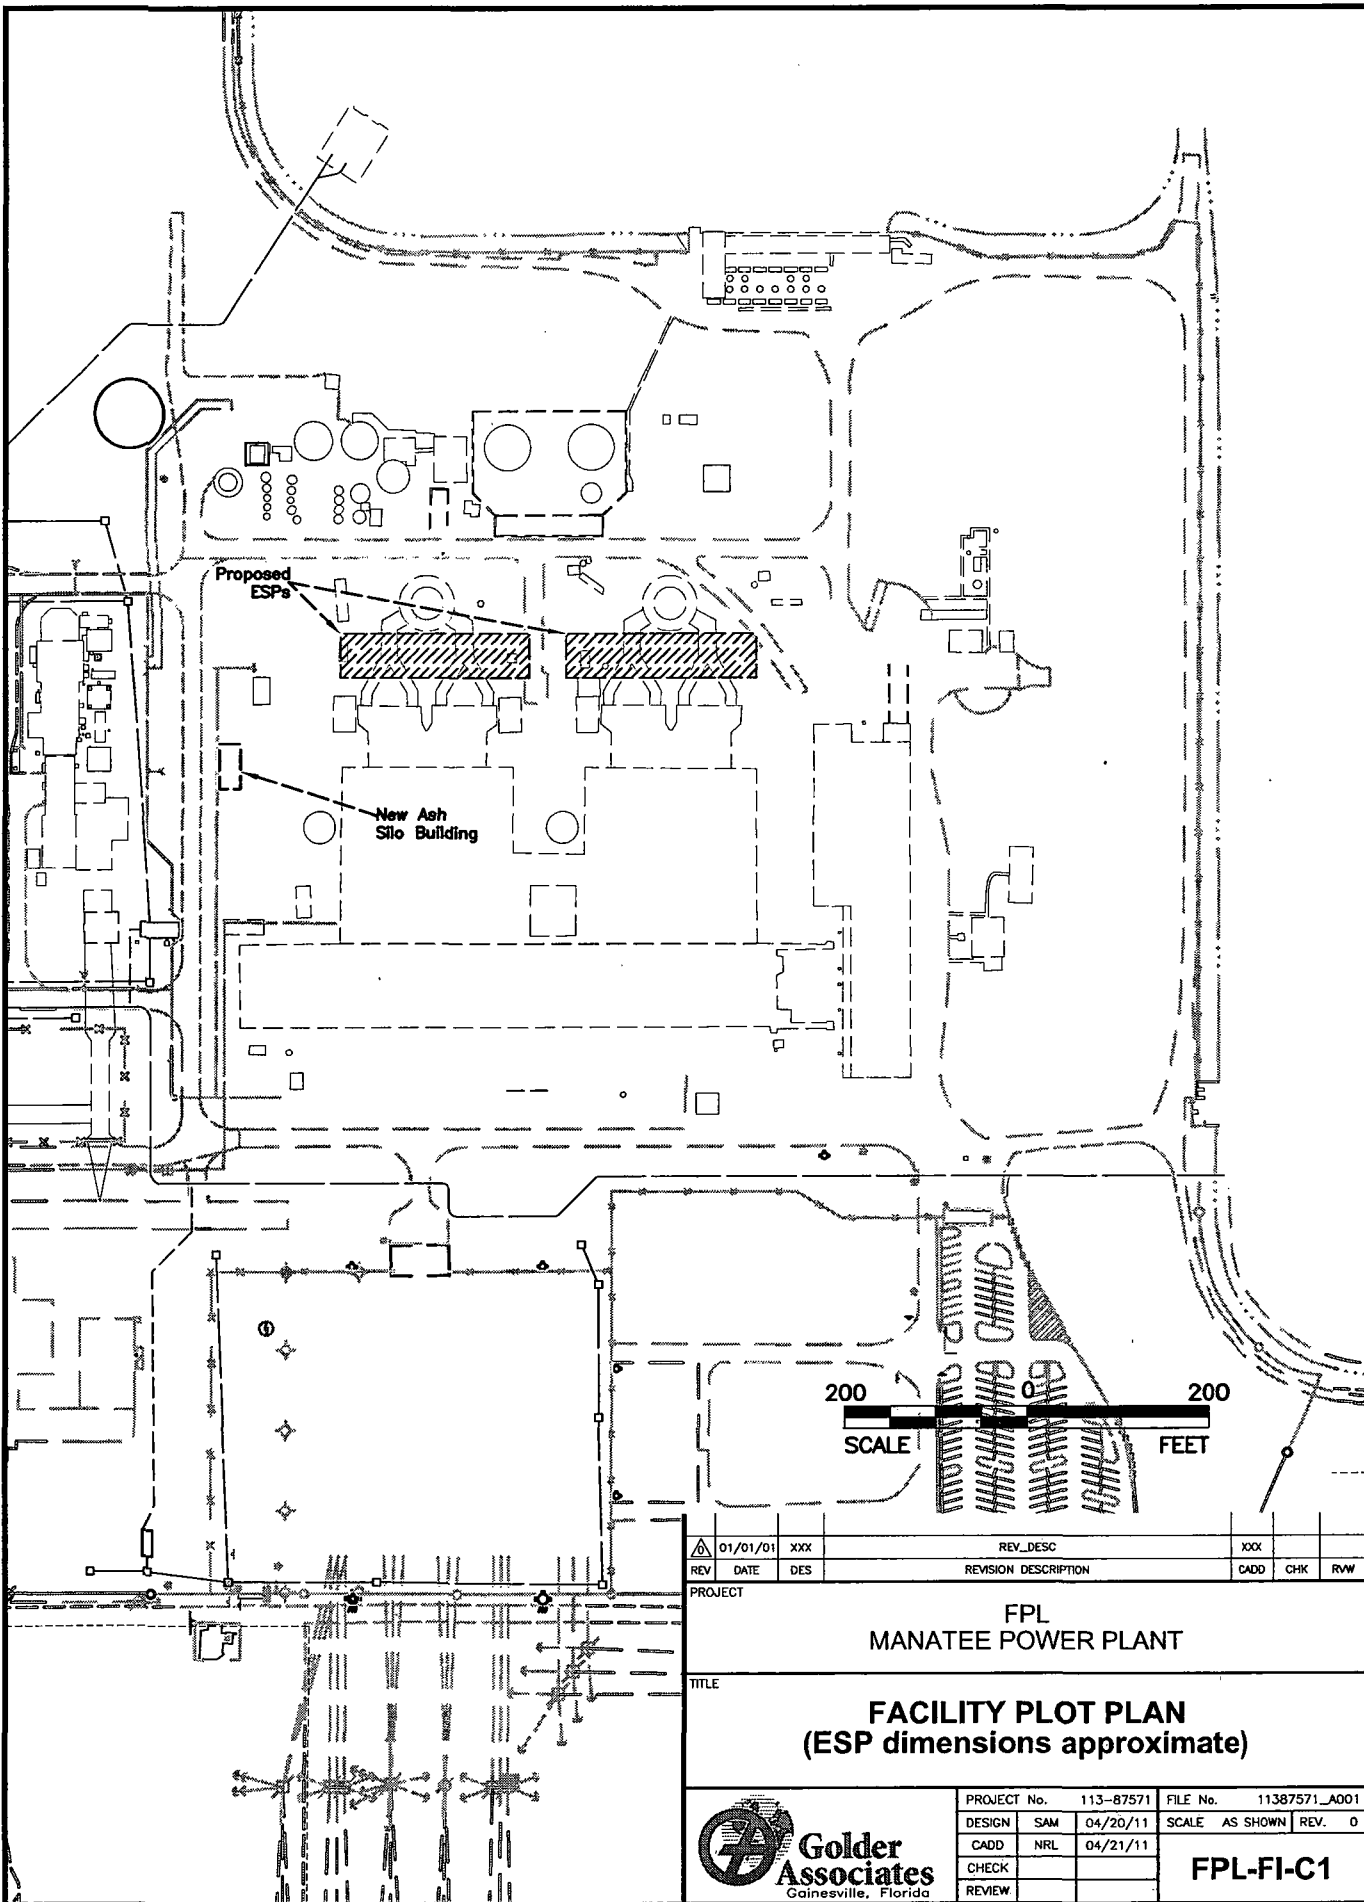 Proposed
ESPs
New Ash
Silo Building
200 0 200
SCALE FEET
0 01/01/01 XXX REV_DESC XXX
REV DATE DES REVISION DESCRIPTION CADD CHK RVW
PROJECT
FPL
MANATEE POWER PLANT
TITLE
FACILITY PLOT PLAN
(ESP dimensions approximate)
Golder
Associates
Gainesville, Florida
PROJECT No. 113-87571 FILE No. 11387571_A001
DESIGN SAM 04/20/11 SCALE AS SHOWN REV. 0
CADD NRL 04/21/11
CHECK
REVIEW
FPL-FI-C1